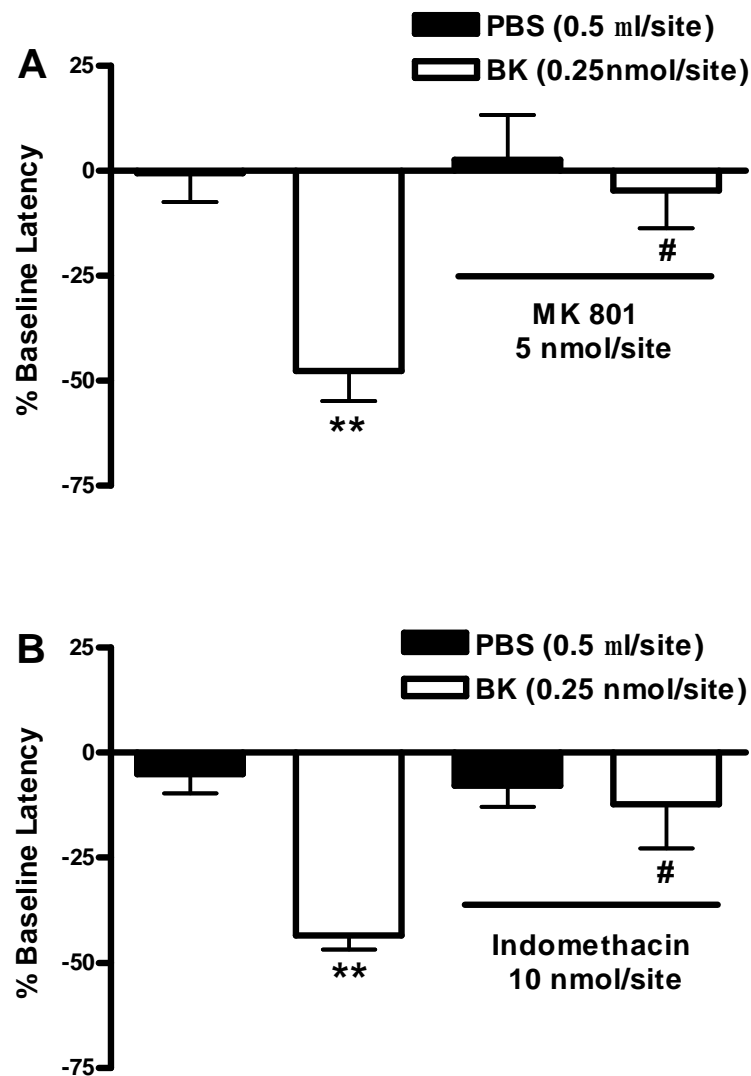 PBS (0.5 ml/site)
A
25
BK (0.25nmol/site)
0
#
-25
MK 801
5 nmol/site
-50
**
-75
% Baseline Latency
PBS (0.5 ml/site)
B
25
BK (0.25 nmol/site)
0
#
-25
Indomethacin
10 nmol/site
-50
**
-75
% Baseline Latency